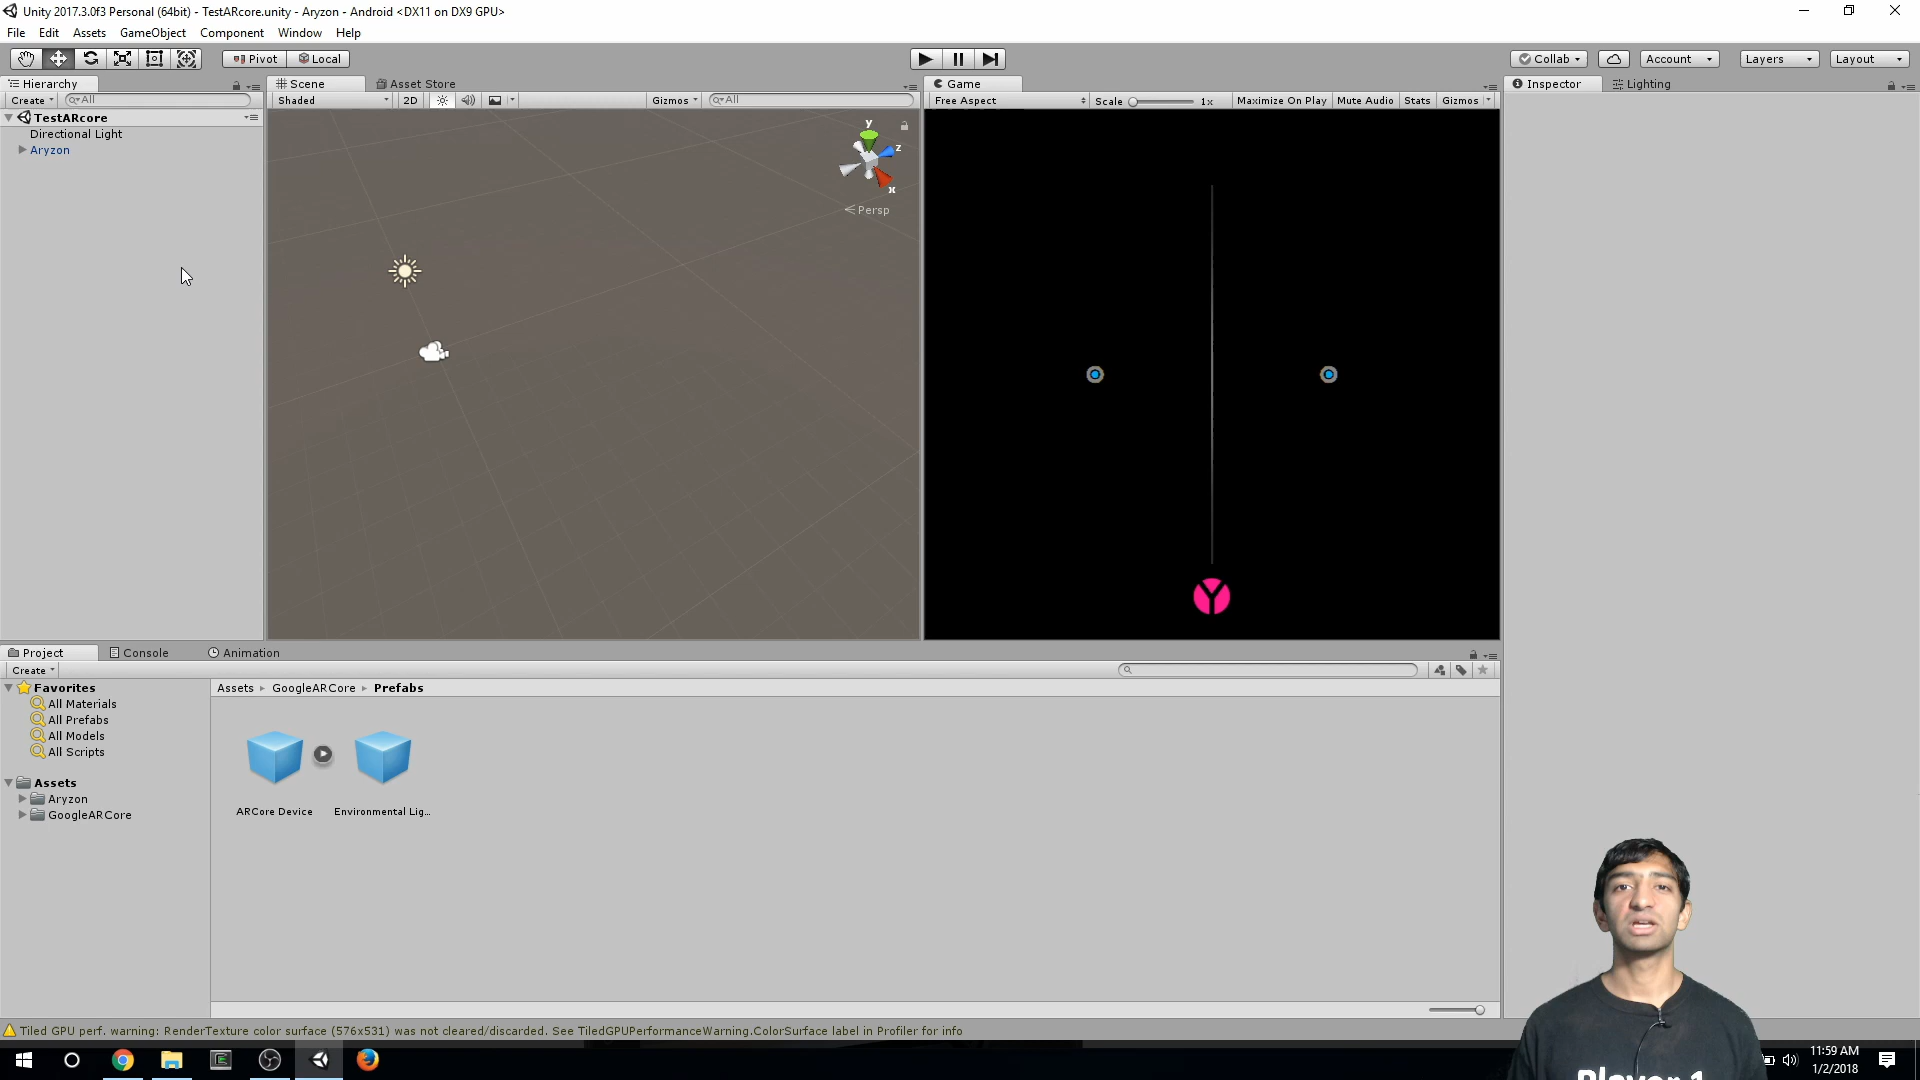 Unity 2017.3.0f3 Personal (64bit) - TestARcore.unity - Aryzon - Android <DX11 on DX9 GPU>
File Edit Assets GameObject Component Window Help
Pivot Local Collab Account Layers Layout
Hierarchy Scene Asset Store Game Inspector Lighting
Create All Shaded 2D Gizmos All Free Aspect Scale 1x Maximize On Play Mute Audio Stats Gizmos
TestARcore
Directional Light
Aryzon
y
z
x
Persp
Project Console Animation
Create
Favorites
All Materials
All Prefabs
All Models
All Scripts
Assets
Aryzon
GoogleARCore
Assets GoogleARCore Prefabs
ARCore Device Environmental Lig...
Tiled GPU perf. warning: RenderTexture color surface (576x531) was not cleared/discarded. See TiledGPUPerformanceWarning.ColorSurface label in Profiler for info
Player 1
11:59 AM
1/2/2018